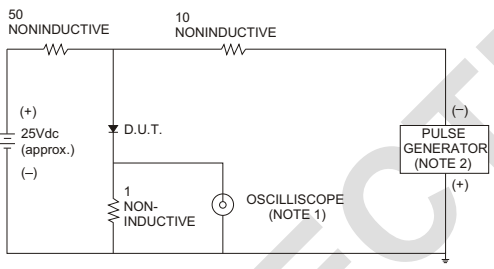 50
NONINDUCTIVE
10
NONINDUCTIVE
(+)
25Vdc
(approx.)
(–)
D.U.T.
1
NON-
INDUCTIVE
OSCILLISCOPE
(NOTE 1)
(–)
PULSE
GENERATOR
(NOTE 2)
(+)